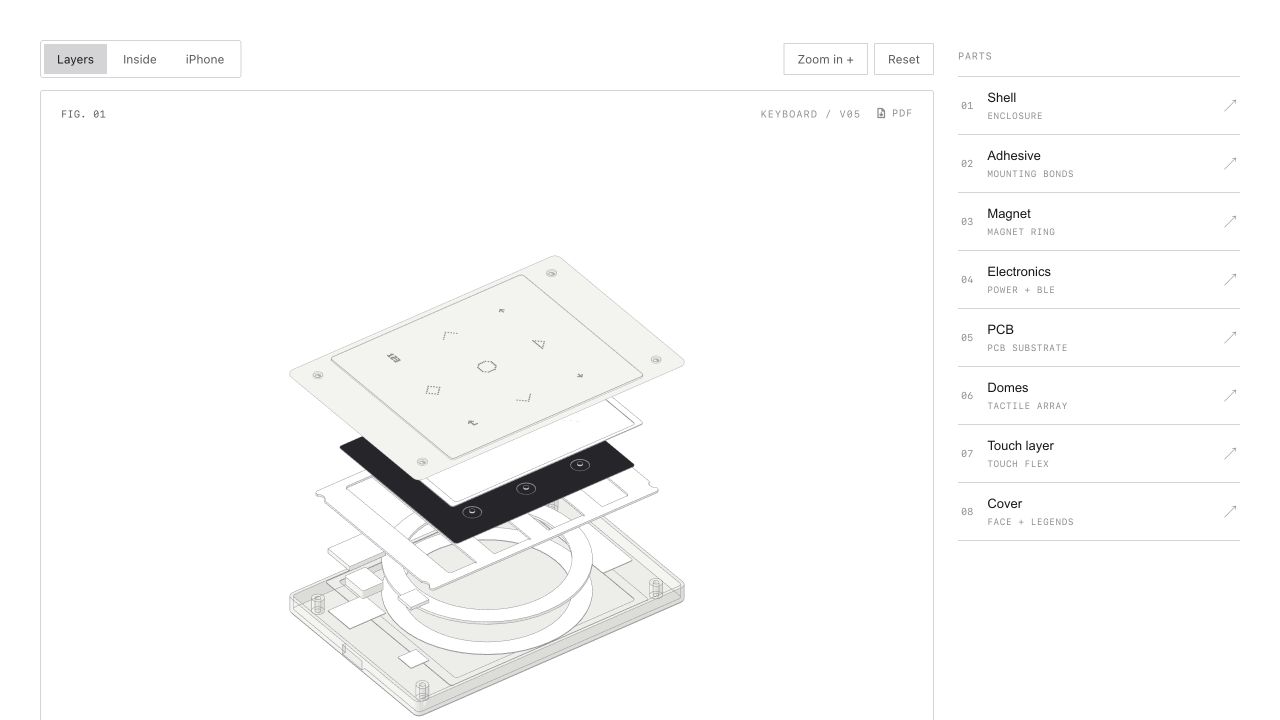 Layers
Inside
iPhone
Zoom in +
Reset
FIG. 01
KEYBOARD / V05
PDF
123
PARTS
01
Shell
ENCLOSURE
02
Adhesive
MOUNTING BONDS
03
Magnet
MAGNET RING
04
Electronics
POWER + BLE
05
PCB
PCB SUBSTRATE
06
Domes
TACTILE ARRAY
07
Touch layer
TOUCH FLEX
08
Cover
FACE + LEGENDS